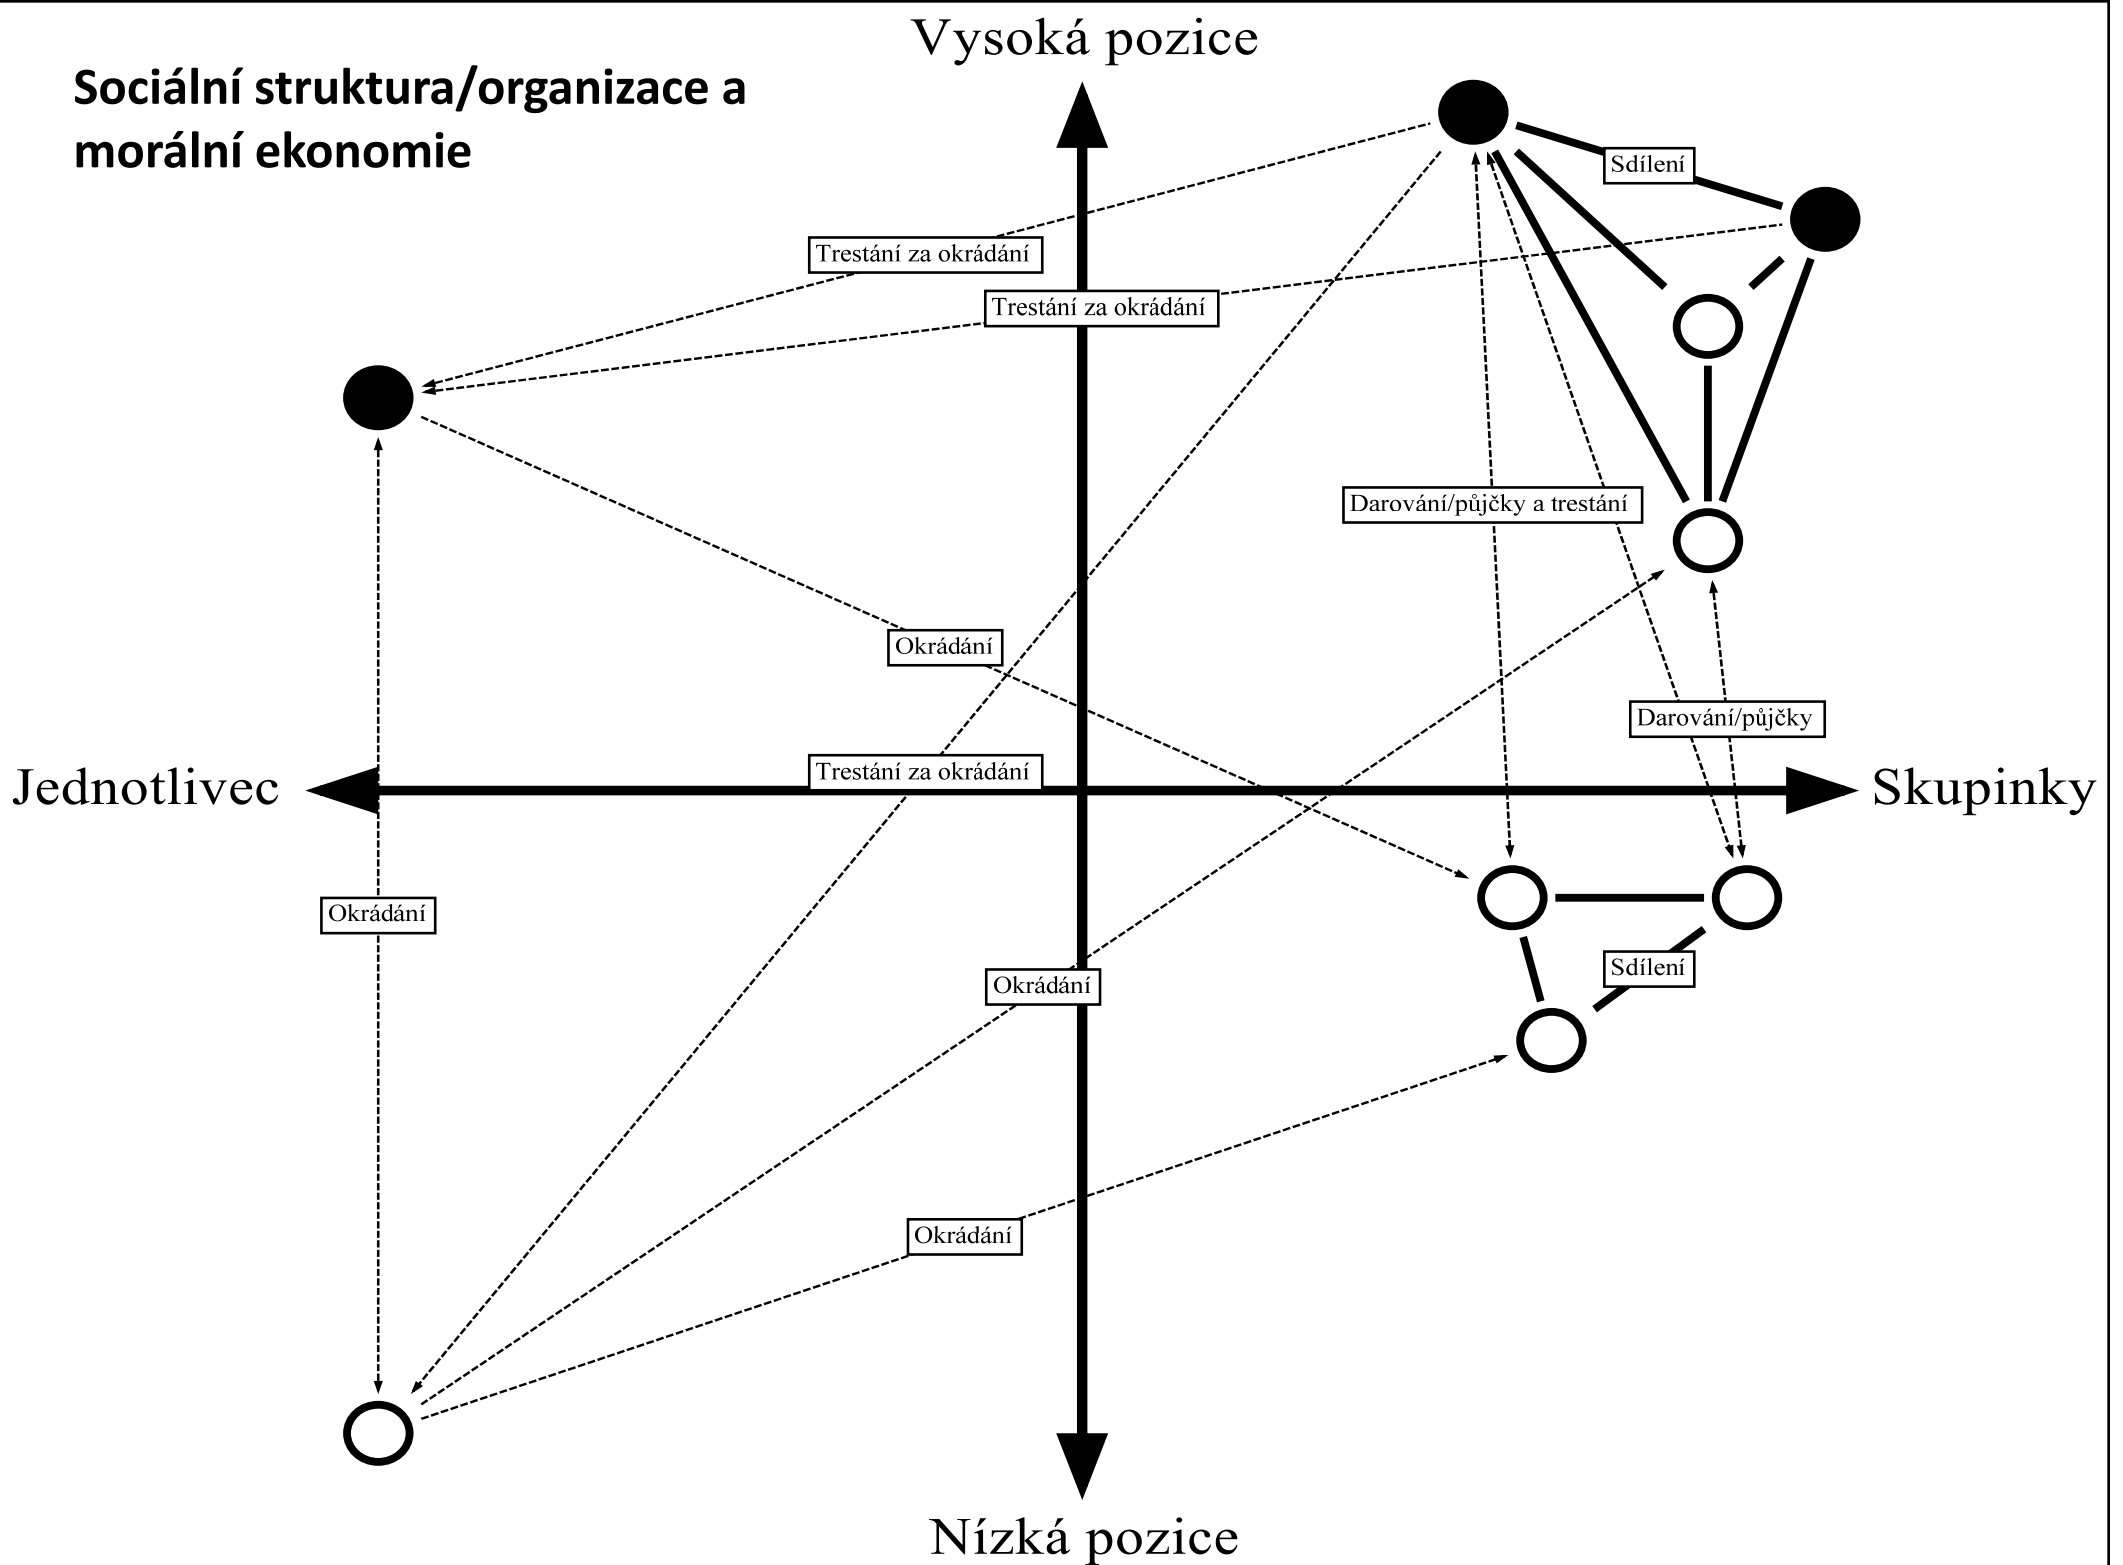 Vysoká pozice
Sociální struktura/organizace a
morální ekonomie
Sdílení
Trestání za okrádání
Trestání za okrádání
Darování/půjčky a trestání
Okrádání
Darování/půjčky
Trestání za okrádání
Jednotlivec
Skupinky
Okrádání
Sdílení
Okrádání
Okrádání
Nízká pozice